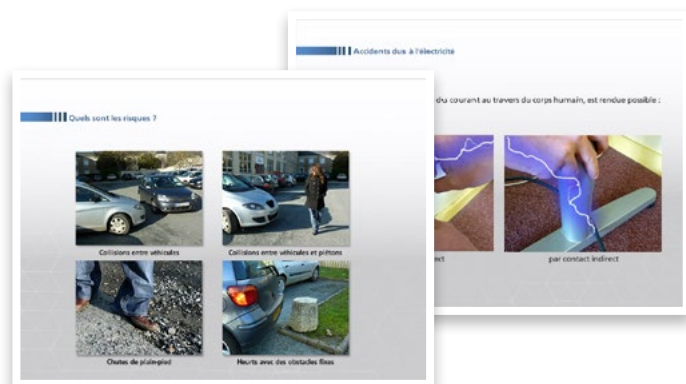 Accidents dus à l'électricité
du courant au travers du corps humain, est rendue possible :
par contact indirect
Quels sont les risques ?
Collisions entre véhicules
Collisions entre véhicules et piétons
Chutes de plain-pied
Heurts avec des obstacles fixes